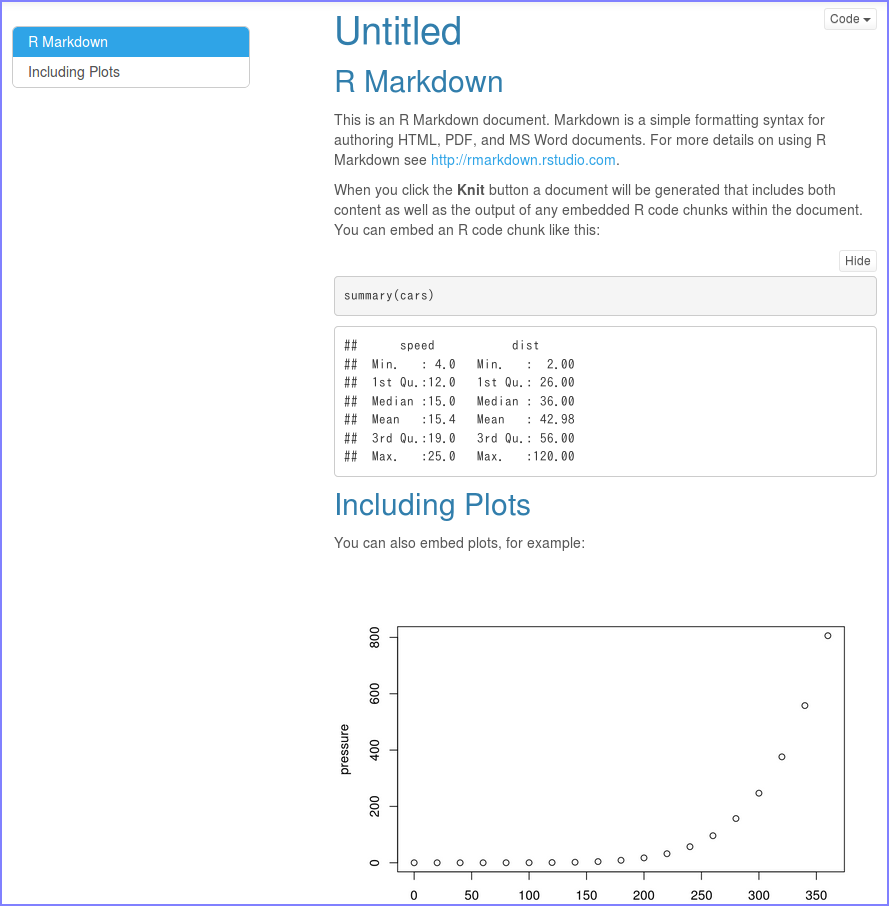 R Markdown
Including Plots
Code
Untitled
R Markdown
This is an R Markdown document. Markdown is a simple formatting syntax for
authoring HTML, PDF, and MS Word documents. For more details on using R
Markdown see http://rmarkdown.rstudio.com.
When you click the Knit button a document will be generated that includes both
content as well as the output of any embedded R code chunks within the document.
You can embed an R code chunk like this:
Hide
summary(cars)
##      speed           dist
##  Min.   : 4.0   Min.   :  2.00
##  1st Qu.:12.0   1st Qu.: 26.00
##  Median :15.0   Median : 36.00
##  Mean   :15.4   Mean   : 42.98
##  3rd Qu.:19.0   3rd Qu.: 56.00
##  Max.   :25.0   Max.   :120.00
Including Plots
You can also embed plots, for example:
800
600
400
200
0
pressure
0 50 100 150 200 250 300 350